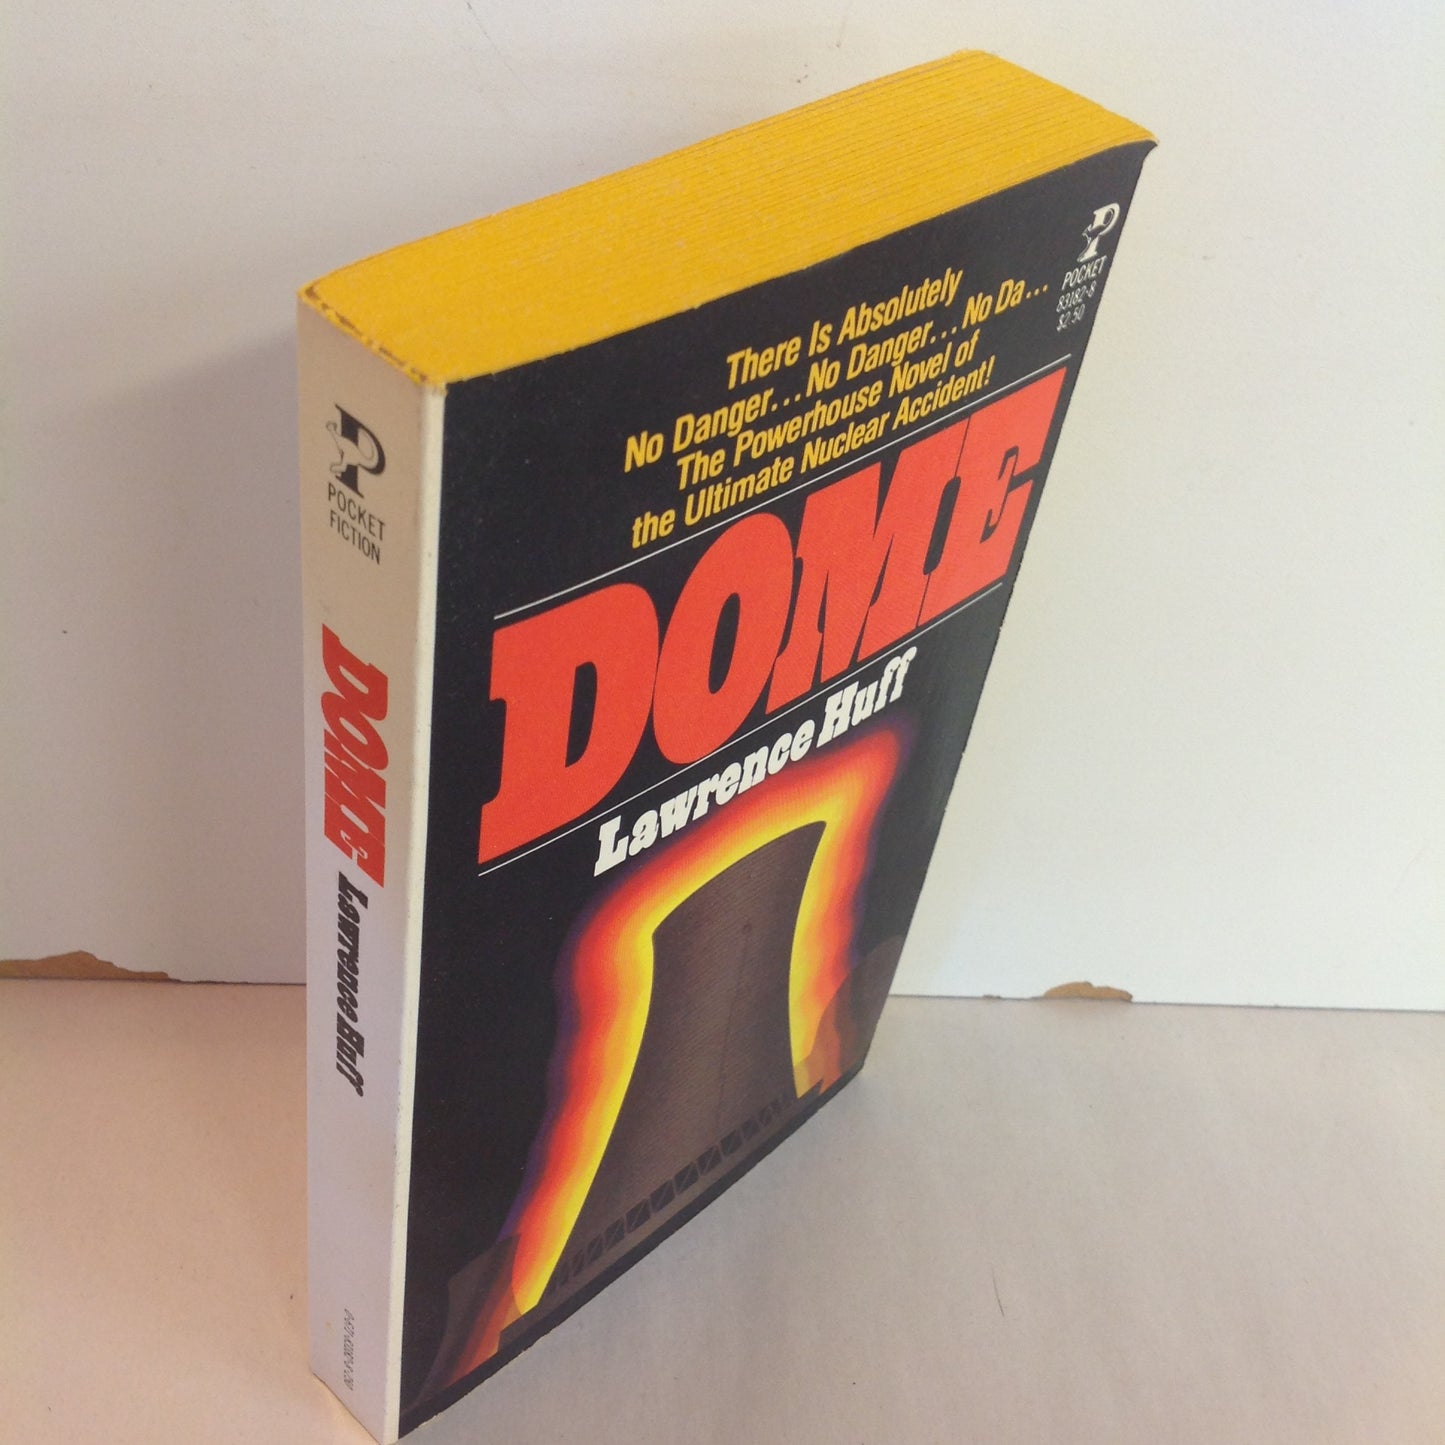 POCKET
83182-8
$2.50
There Is Absolutely
No Danger... No Danger... No Da...
The Powerhouse Novel of
the Ultimate Nuclear Accident!
DOME
Lawrence Huff
POCKET
FICTION
DOME
Lawrence Huff